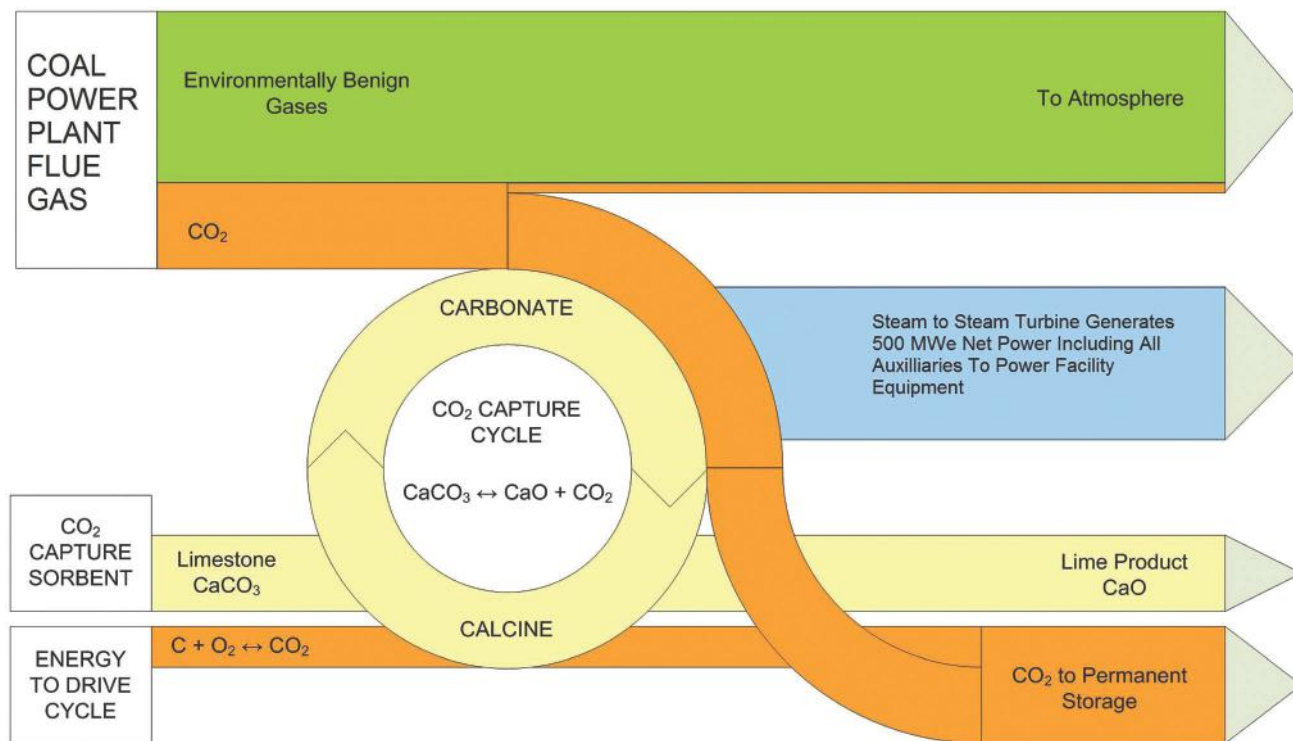 COAL
POWER
PLANT
FLUE
GAS
Environmentally Benign
Gases
To Atmosphere
CO₂
CARBONATE
CO₂ CAPTURE
CYCLE
CaCO₃ ↔ CaO + CO₂
Steam to Steam Turbine Generates
500 MWe Net Power Including All
Auxilliaries To Power Facility
Equipment
CO₂
CAPTURE
SORBENT
Limestone
CaCO₃
Lime Product
CaO
CALCINE
ENERGY
TO DRIVE
CYCLE
C + O₂ ↔ CO₂
CO₂ to Permanent
Storage